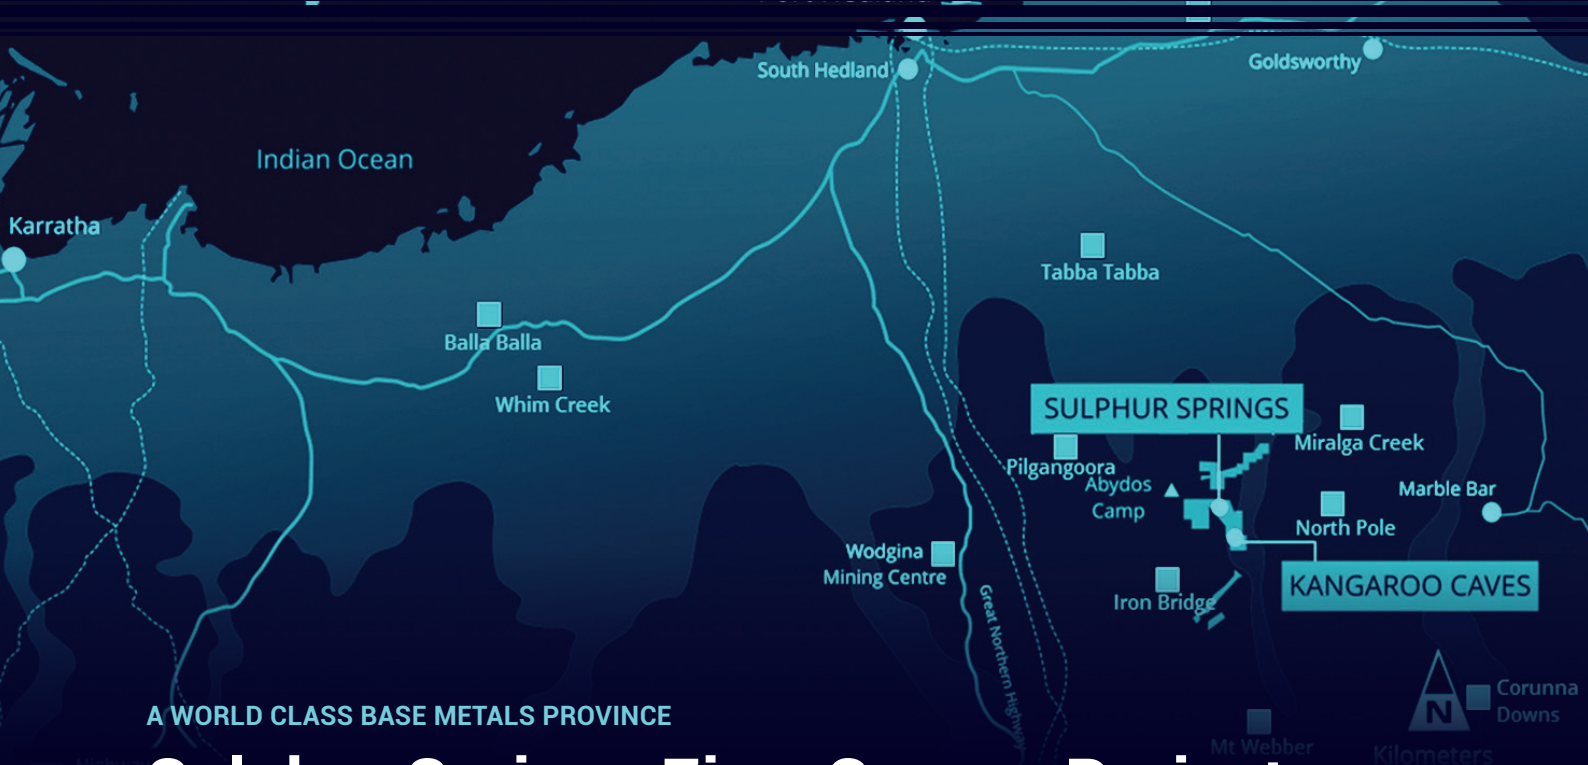 South Hedland
Goldsworthy
Indian Ocean
Karratha
Tabba Tabba
Balla Balla
Whim Creek
SULPHUR SPRINGS
Miralga Creek
Pilgangoora
Abydos
Camp
Marble Bar
North Pole
Wodgina
Mining Centre
KANGAROO CAVES
Iron Bridge
Great Northern Highway
N
Corunna
Downs
A WORLD CLASS BASE METALS PROVINCE
Mt Webber
Kilometers